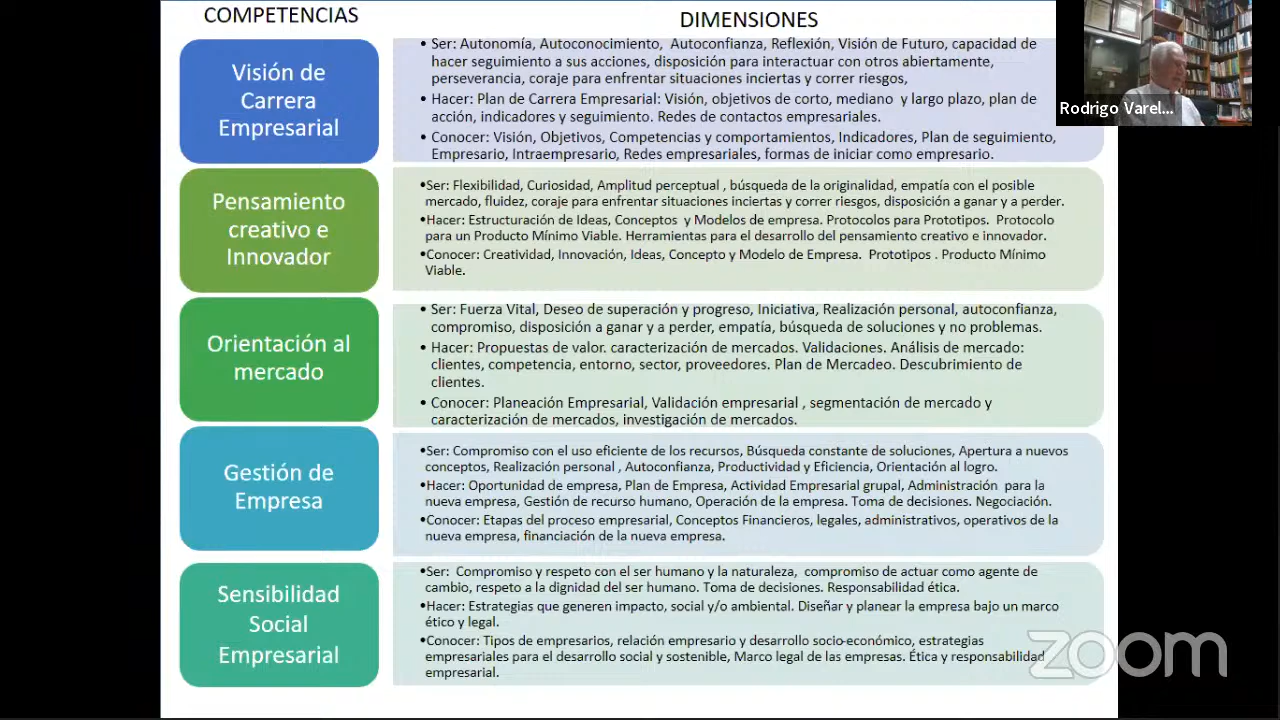 COMPETENCIAS
DIMENSIONES
Visión de
Carrera
Empresarial
• Ser: Autonomía, Autoconocimiento, Autoconfianza, Reflexión, Visión de Futuro, capacidad de
hacer seguimiento a sus acciones, disposición para interactuar con otros abiertamente,
perseverancia, coraje para enfrentar situaciones inciertas y correr riesgos,
• Hacer: Plan de Carrera Empresarial: Visión, objetivos de corto, mediano y largo plazo, plan de
acción, indicadores y seguimiento. Redes de contactos empresariales.
• Conocer: Visión, Objetivos, Competencias y comportamientos, Indicadores, Plan de seguimiento,
Empresario, Intraempresario, Redes empresariales, formas de iniciar como empresario.
Pensamiento
creativo e
Innovador
•Ser: Flexibilidad, Curiosidad, Amplitud perceptual , búsqueda de la originalidad, empatía con el posible
mercado, fluidez, coraje para enfrentar situaciones inciertas y correr riesgos, disposición a ganar y a perder.
•Hacer: Estructuración de Ideas, Conceptos y Modelos de empresa. Protocolos para Prototipos. Protocolo
para un Producto Mínimo Viable. Herramientas para el desarrollo del pensamiento creativo e innovador.
•Conocer: Creatividad, Innovación, Ideas, Concepto y Modelo de Empresa. Prototipos . Producto Mínimo
Viable.
Orientación al
mercado
• Ser: Fuerza Vital, Deseo de superación y progreso, Iniciativa, Realización personal, autoconfianza,
compromiso, disposición a ganar y a perder, empatía, búsqueda de soluciones y no problemas.
• Hacer: Propuestas de valor. caracterización de mercados. Validaciones. Análisis de mercado:
clientes, competencia, entorno, sector, proveedores. Plan de Mercadeo. Descubrimiento de
clientes.
• Conocer: Planeación Empresarial, Validación empresarial , segmentación de mercado y
caracterización de mercados, investigación de mercados.
Gestión de
Empresa
•Ser: Compromiso con el uso eficiente de los recursos, Búsqueda constante de soluciones, Apertura a nuevos
conceptos, Realización personal , Autoconfianza, Productividad y Eficiencia, Orientación al logro.
•Hacer: Oportunidad de empresa, Plan de Empresa, Actividad Empresarial grupal, Administración para la
nueva empresa, Gestión de recurso humano, Operación de la empresa. Toma de decisiones. Negociación.
•Conocer: Etapas del proceso empresarial, Conceptos Financieros, legales, administrativos, operativos de la
nueva empresa, financiación de la nueva empresa.
Sensibilidad
Social
Empresarial
•Ser: Compromiso y respeto con el ser humano y la naturaleza, compromiso de actuar como agente de
cambio, respeto a la dignidad del ser humano. Toma de decisiones. Responsabilidad ética.
•Hacer: Estrategias que generen impacto, social y/o ambiental. Diseñar y planear la empresa bajo un marco
ético y legal.
•Conocer: Tipos de empresarios, relación empresario y desarrollo socio-económico, estrategias
empresariales para el desarrollo social y sostenible, Marco legal de las empresas. Ética y responsabilidad
empresarial.
Rodrigo Varel...
zoom